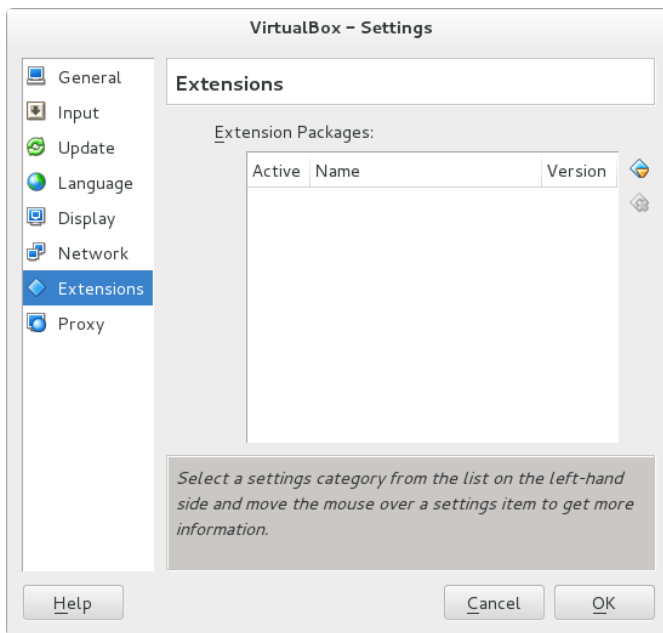 VirtualBox – Settings
General
Input
Update
Language
Display
Network
Extensions
Proxy
Extensions
Extension Packages:
Active Name Version
Select a settings category from the list on the left-hand
side and move the mouse over a settings item to get more
information.
Help Cancel OK